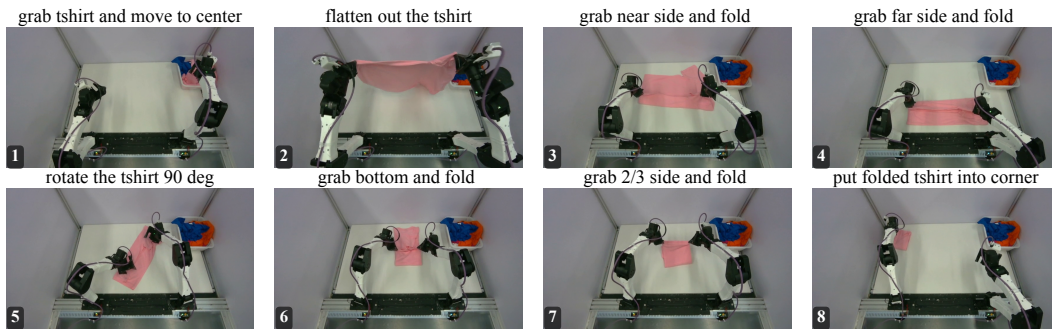 grab tshirt and move to center
flatten out the tshirt
grab near side and fold
grab far side and fold
1
2
3
4
rotate the tshirt 90 deg
grab bottom and fold
grab 2/3 side and fold
put folded tshirt into corner
5
6
7
8